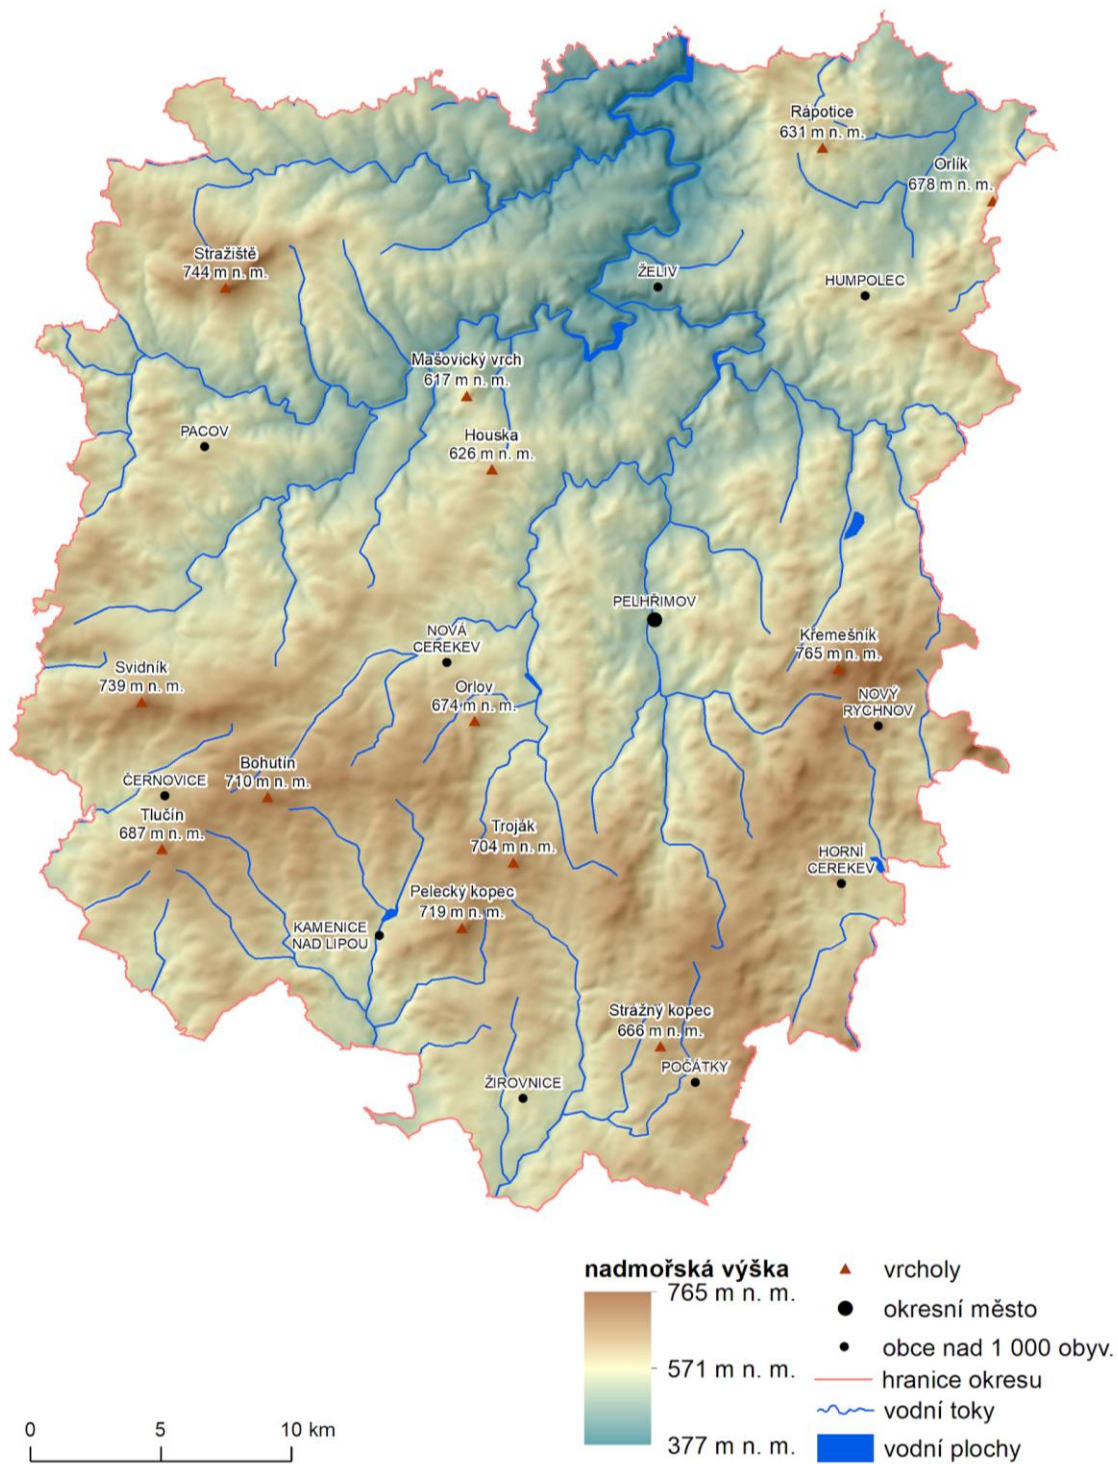 Rápotice
631 m n. m.
Orlík
678 m n. m.
Stražiště
744 m n. m.
ŽELIV
HUMPOLEC
Mašovický vrch
617 m n. m.
PACOV
Houska
626 m n. m.
PELHŘIMOV
NOVÁ
CEREKEV
Křemešník
765 m n. m.
Svidník
739 m n. m.
Orlov
674 m n. m.
NOVÝ
RYCHNOV
Bohutín
710 m n. m.
ČERNOVICE
Tlučín
687 m n. m.
Troják
704 m n. m.
HORNÍ
CEREKEV
Pelecký kopec
719 m n. m.
KAMENICE
NAD LIPOU
Strážný kopec
666 m n. m.
POČÁTKY
ŽIROVNICE
nadmořská výška
765 m n. m.
571 m n. m.
377 m n. m.
vrcholy
okresní město
obce nad 1 000 obyv.
hranice okresu
vodní toky
vodní plochy
0 5 10 km